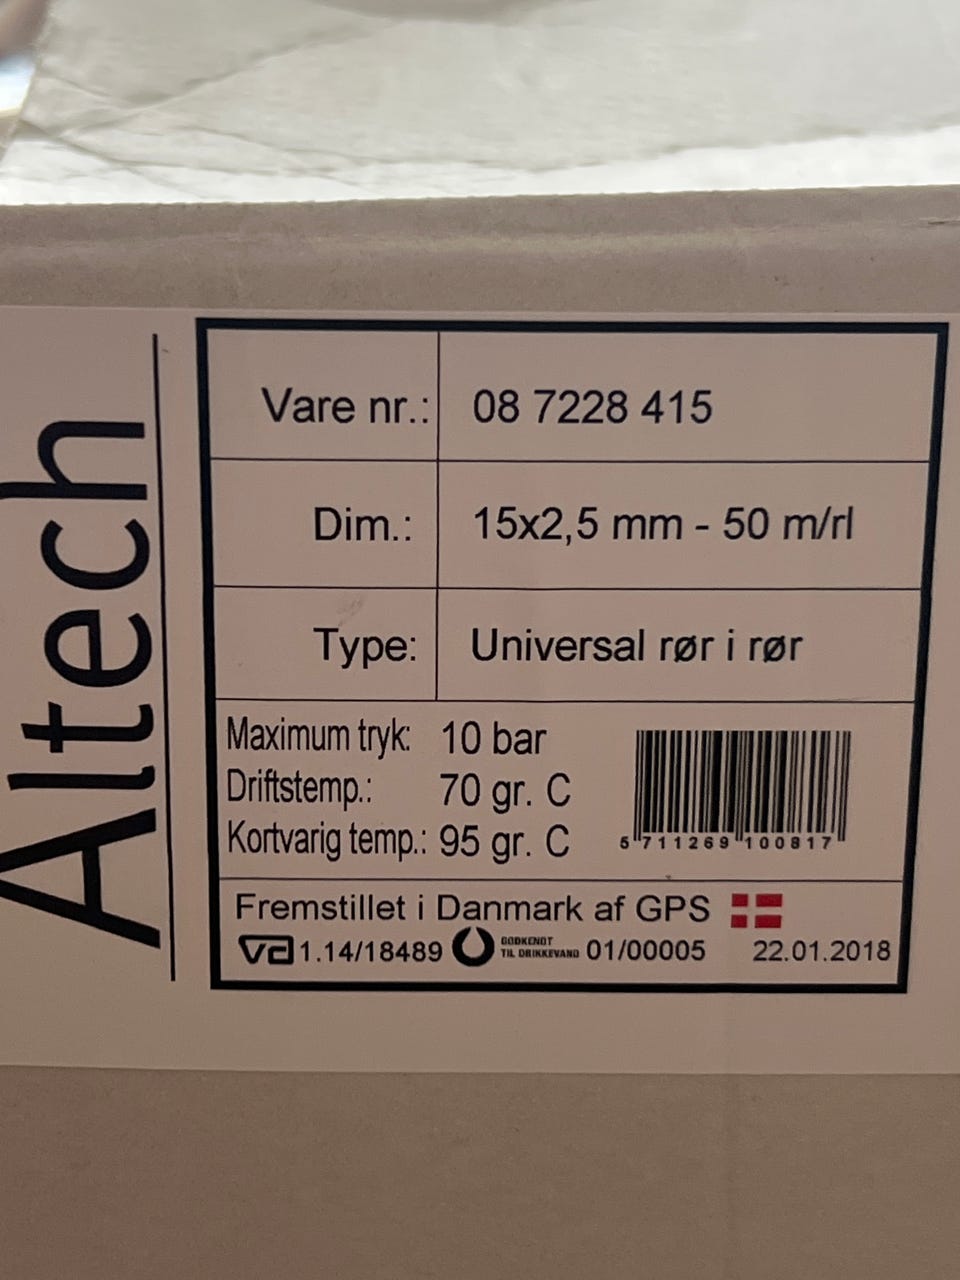 Altech
Vare nr.: 08 7228 415
Dim.: 15x2,5 mm - 50 m/rl
Type: Universal rør i rør
Maximum tryk: 10 bar
Driftstemp.: 70 gr. C
Kortvarig temp.: 95 gr. C
5 711269 100817
Fremstillet i Danmark af GPS
va 1.14/18489 GODKENDT TIL DRIKKEVAND 01/00005 22.01.2018